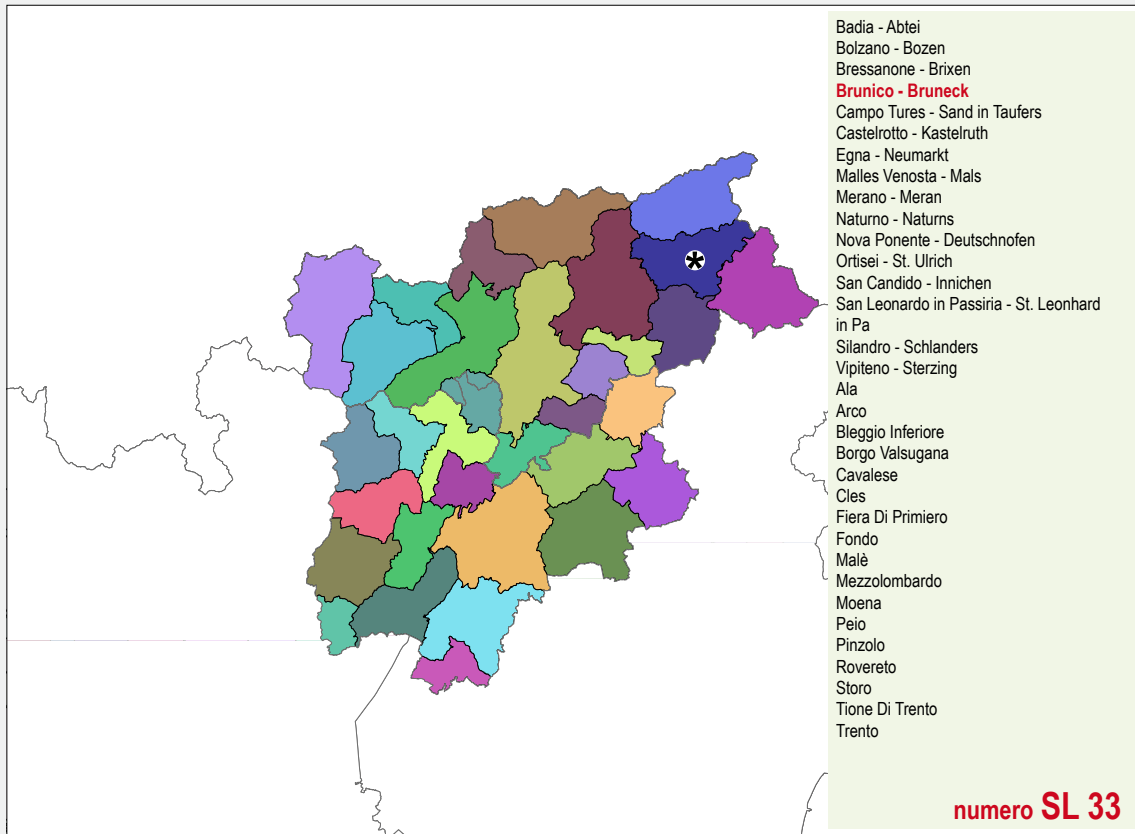 Badia - Abtei
Bolzano - Bozen
Bressanone - Brixen
Brunico - Bruneck
Campo Tures - Sand in Taufers
Castelrotto - Kastelruth
Egna - Neumarkt
Malles Venosta - Mals
Merano - Meran
Naturno - Naturns
Nova Ponente - Deutschnofen
Ortisei - St. Ulrich
San Candido - Innichen
San Leonardo in Passiria - St. Leonhard
in Pa
Silandro - Schlanders
Vipiteno - Sterzing
Ala
Arco
Bleggio Inferiore
Borgo Valsugana
Cavalese
Cles
Fiera Di Primiero
Fondo
Malè
Mezzolombardo
Moena
Peio
Pinzolo
Rovereto
Storo
Tione Di Trento
Trento
numero SL 33